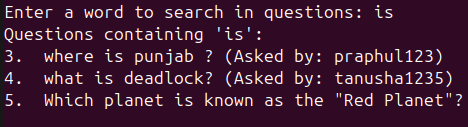 Enter a word to search in questions: is
Questions containing 'is':
3.  where is punjab ? (Asked by: praphul123)
4.  what is deadlock? (Asked by: tanusha1235)
5.  Which planet is known as the "Red Planet"?